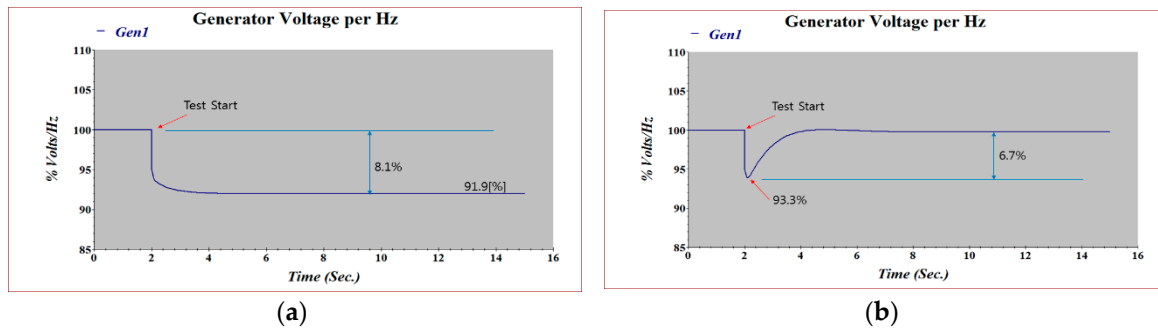 Generator Voltage per Hz
Gen1
110
105
100
95
90
85
% Volts/Hz
Test Start
8.1%
91.9[%]
0 2 4 6 8 10 12 14 16
Time (Sec.)
(a)
Generator Voltage per Hz
Gen1
110
105
100
95
90
85
% Volts/Hz
Test Start
6.7%
93.3%
0 2 4 6 8 10 12 14 16
Time (Sec.)
(b)